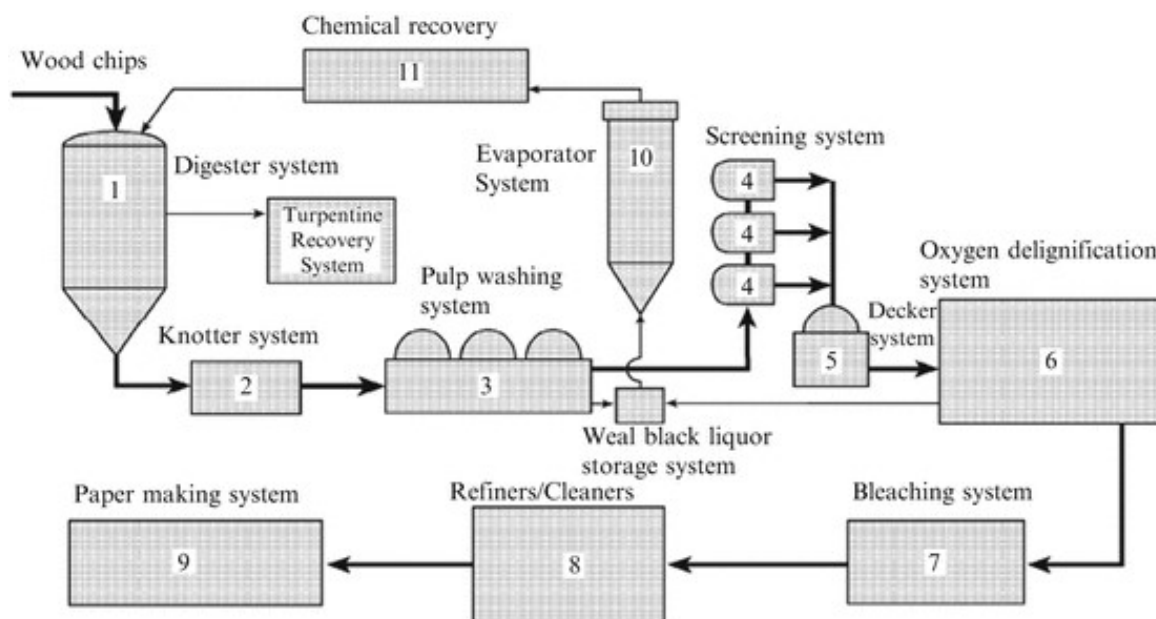 Chemical recovery
Wood chips
11
Digester system
1
Turpentine
Recovery
System
Evaporator
System
10
Screening system
4
4
4
Pulp washing
system
Knotter system
2
3
Oxygen delignification
system
Decker
system
5
6
Weal black liquor
storage system
Paper making system
Refiners/Cleaners
Bleaching system
9
8
7